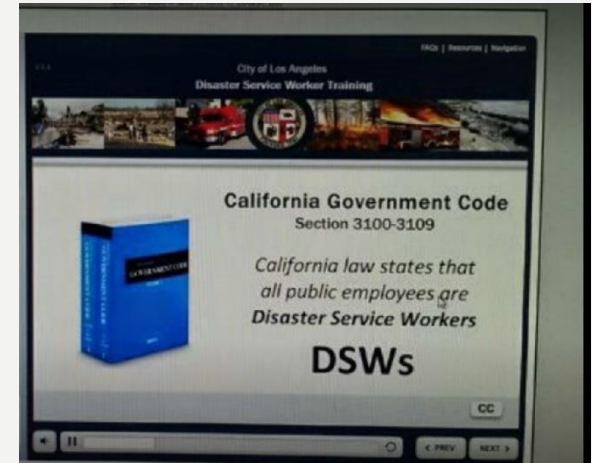 FAQs | Resources | Navigation
City of Los Angeles
Disaster Service Worker Training
California Government Code
Section 3100-3109
GOVERNMENT CODE
California law states that
all public employees are
Disaster Service Workers
DSWs
CC
< PREV
NEXT >